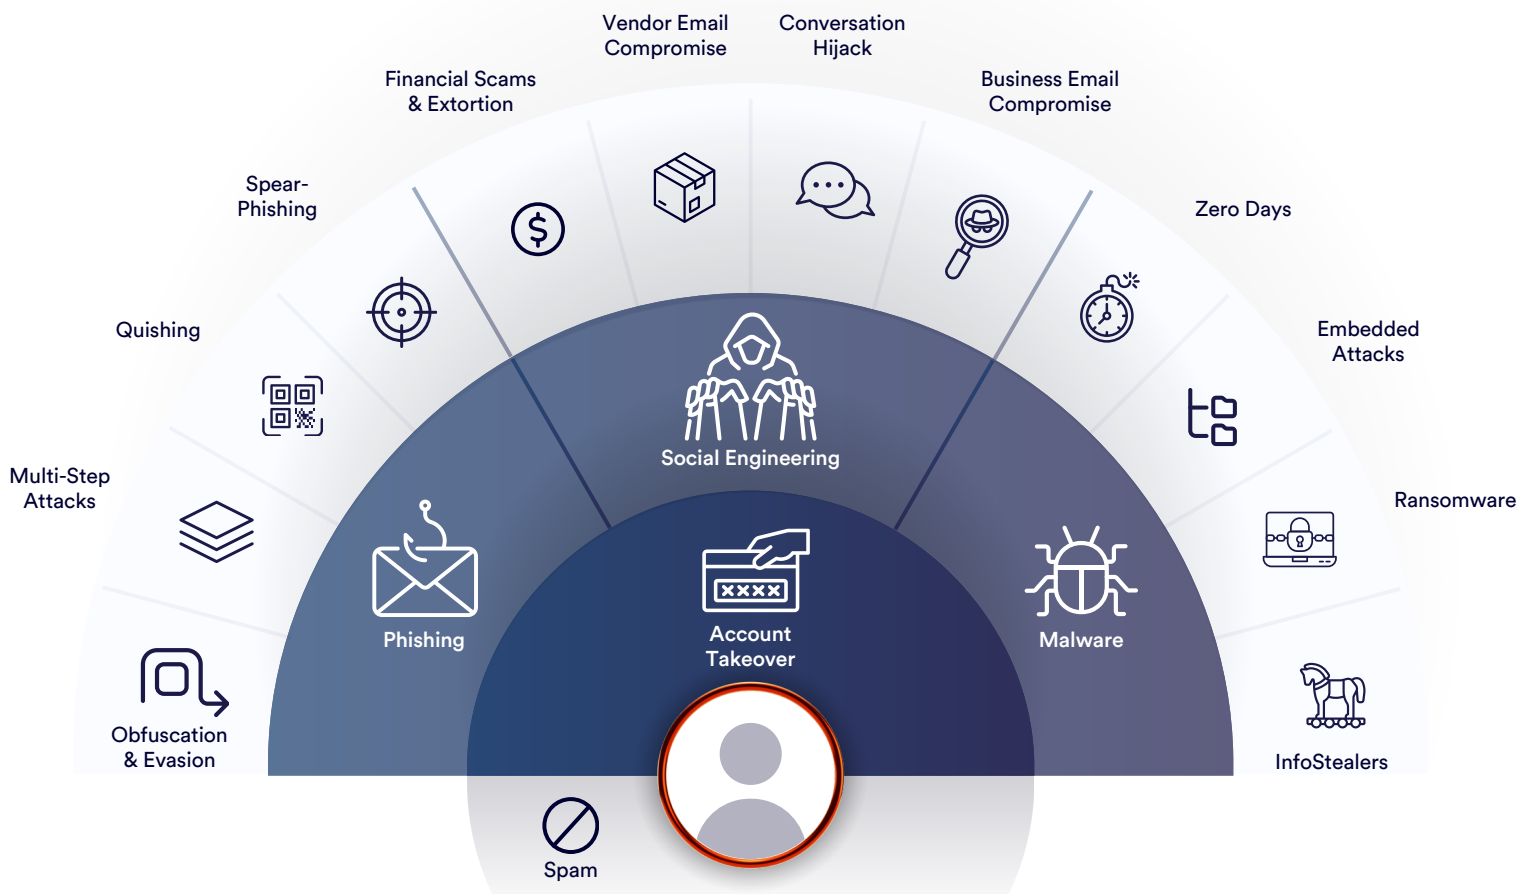 Vendor Email
Compromise
Conversation
Hijack
Financial Scams
& Extortion
Business Email
Compromise
Spear-
Phishing
Zero Days
Quishing
Embedded
Attacks
Multi-Step
Attacks
Ransomware
Social Engineering
Phishing
Account
Takeover
Malware
xxxx
Obfuscation
& Evasion
InfoStealers
Spam